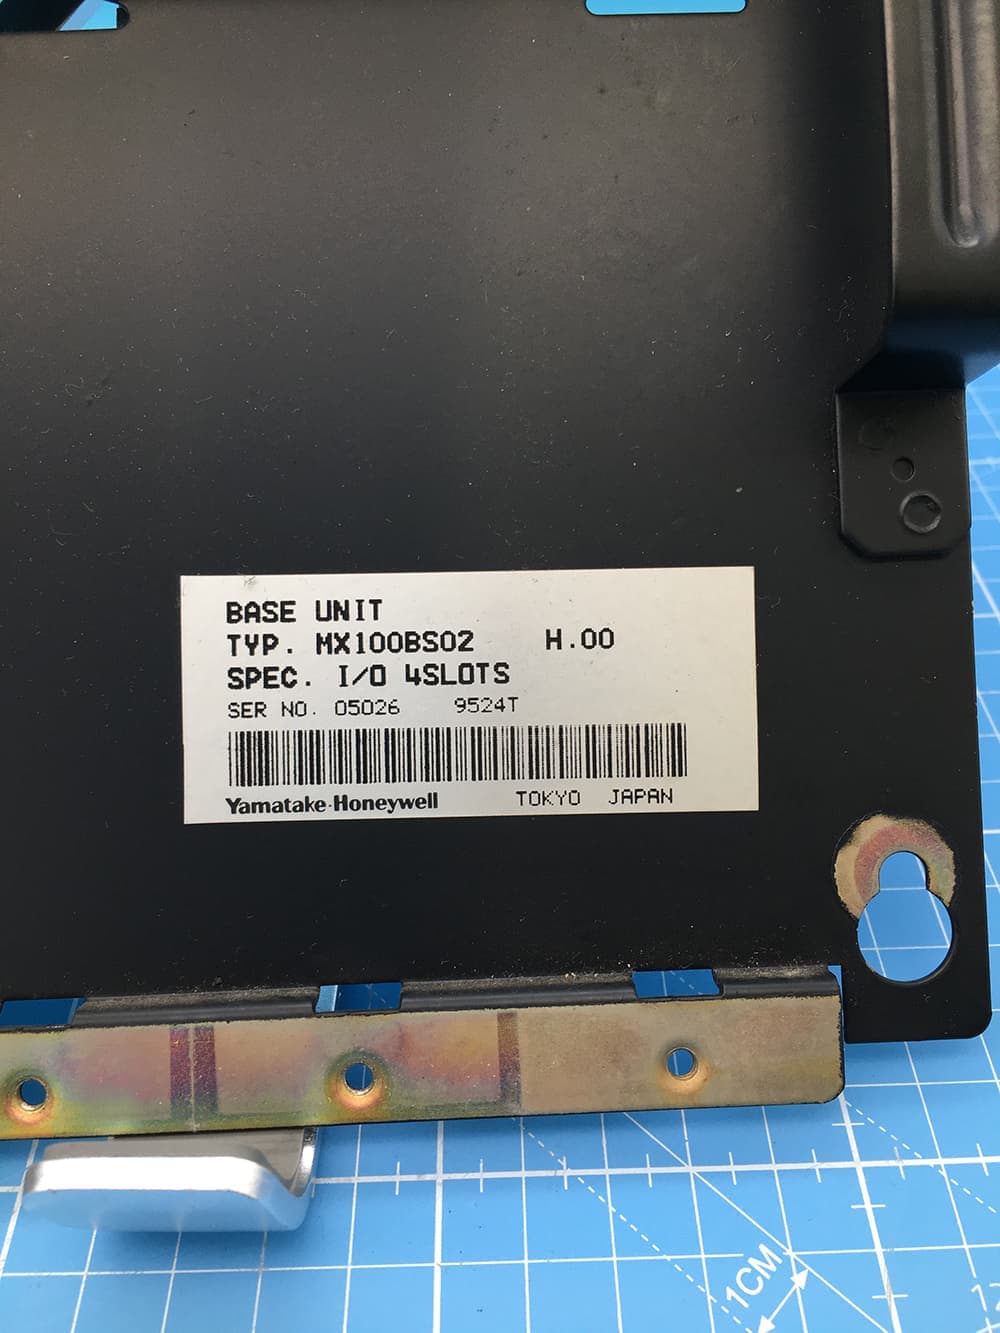 BASE UNIT
TYP. MX100BS02 H.00
SPEC. I/O 4SLOTS
SER NO. 05026 9524T
Yamatake-Honeywell TOKYO JAPAN
1CM